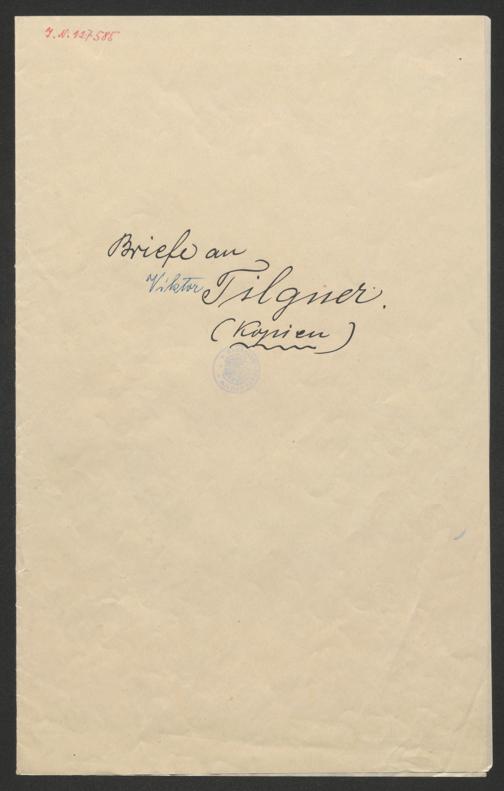 J. N. 127.585
Briefe an
Viktor Tilgner.
(Kopien)